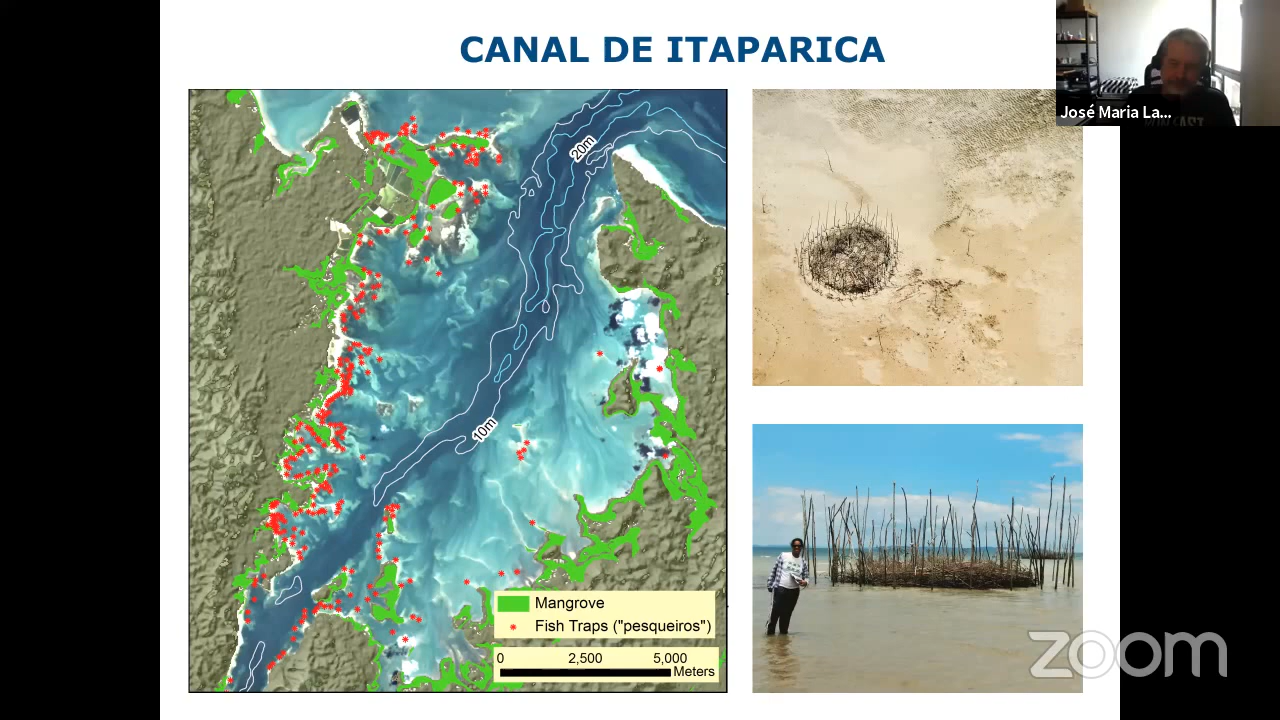 CANAL DE ITAPARICA
José Maria La...
20m
10m
Mangrove
Fish Traps ("pesqueiros")
0 2,500 5,000
Meters
zoom